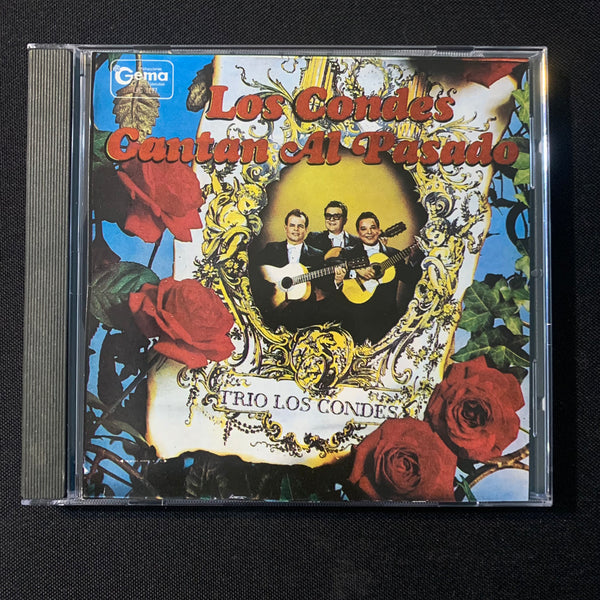 Gema
Los Condes
Cantan Al Pasado
TRIO LOS CONDES